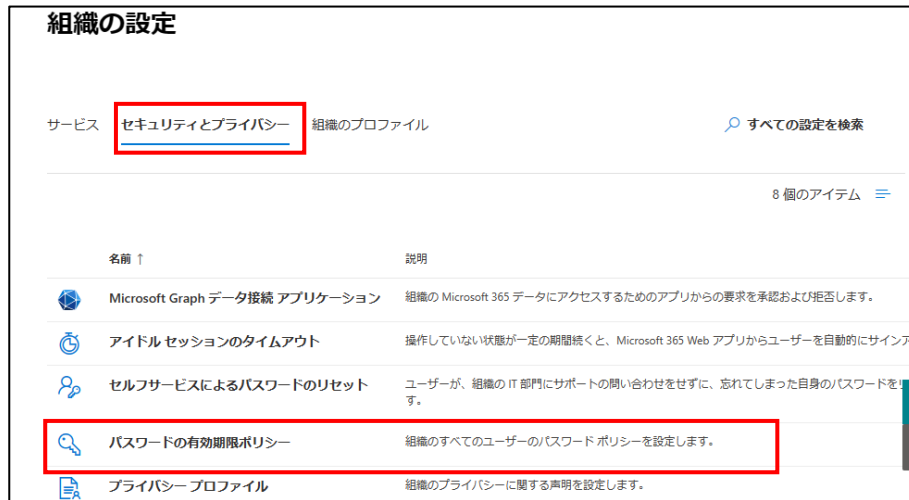 組織の設定
サービス セキュリティとプライバシー 組織のプロファイル すべての設定を検索
8 個のアイテム
名前 ↑ 説明
Microsoft Graph データ接続 アプリケーション 組織の Microsoft 365 データにアクセスするためのアプリからの要求を承認および拒否します。
アイドル セッションのタイムアウト 操作していない状態が一定の期間続くと、Microsoft 365 Web アプリからユーザーを自動的にサインア
セルフサービスによるパスワードのリセット ユーザーが、組織の IT 部門にサポートの問い合わせをせずに、忘れてしまった自身のパスワードを
す。
パスワードの有効期限ポリシー 組織のすべてのユーザーのパスワード ポリシーを設定します。
プライバシー プロファイル 組織のプライバシーに関する声明を設定します。